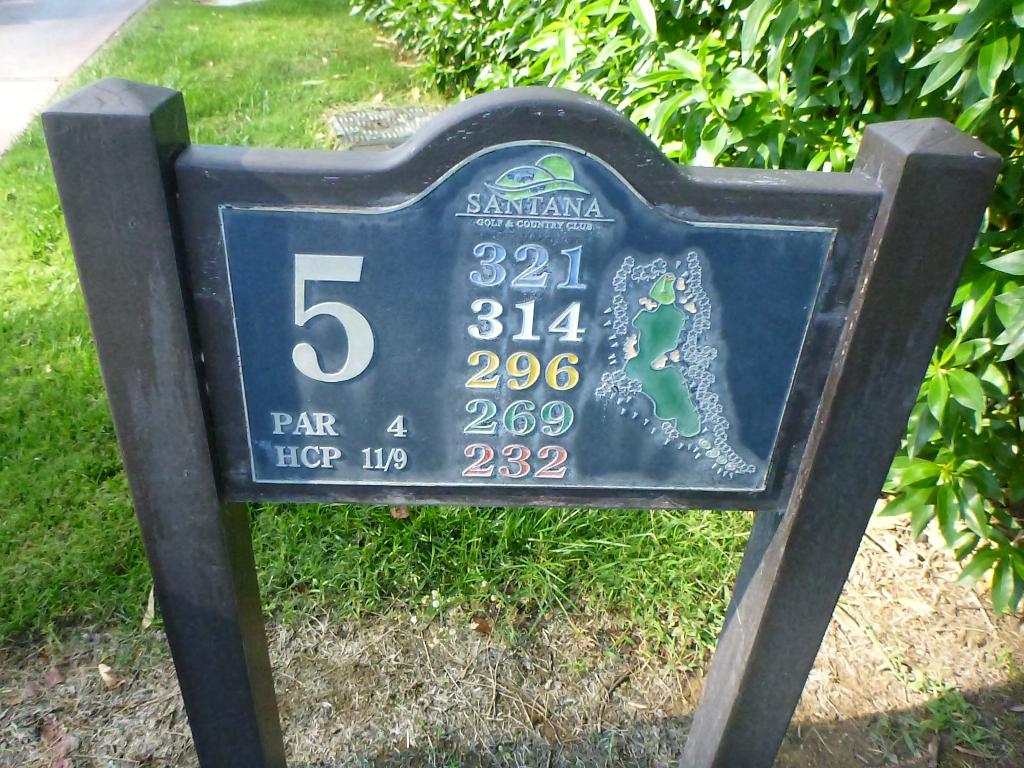 SANTANA
GOLF & COUNTRY CLUB
5
321
314
296
269
232
PAR 4
HCP 11/9